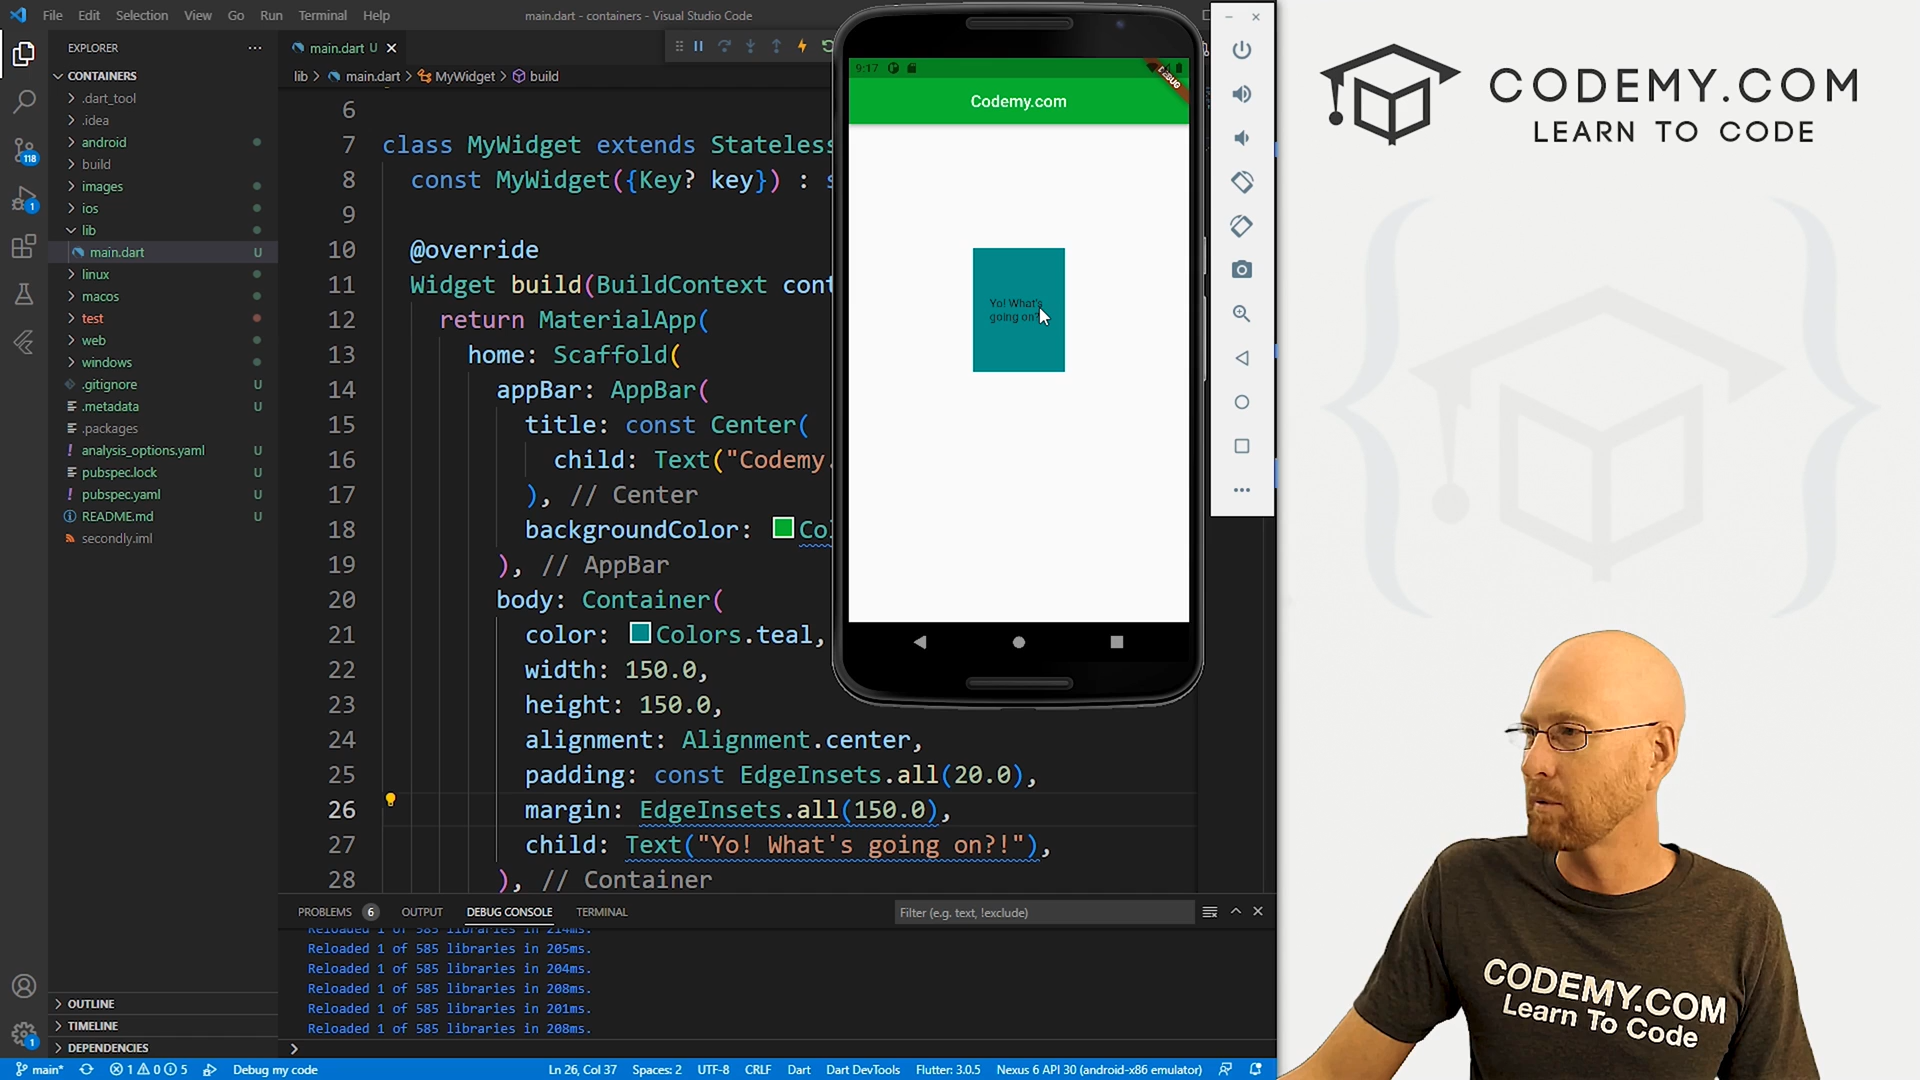 File Edit Selection View Go Run Terminal Help
main.dart - containers - Visual Studio Code
EXPLORER
CONTAINERS
.dart_tool
.idea
android
build
images
ios
lib
main.dart U
linux
macos
test
web
windows
.gitignore U
.metadata U
.packages
analysis_options.yaml U
pubspec.lock U
pubspec.yaml U
README.md U
secondly.iml
OUTLINE
TIMELINE
DEPENDENCIES
118
1
1
main.dart U
lib > main.dart > MyWidget > build
6
7 class MyWidget extends Stateless
8 const MyWidget({Key? key}) : s
9
10 @override
11 Widget build(BuildContext cont
12 return MaterialApp(
13 home: Scaffold(
14 appBar: AppBar(
15 title: const Center(
16 child: Text("Codemy.
17 ), // Center
18 backgroundColor: Col
19 ), // AppBar
20 body: Container(
21 color: Colors.teal,
22 width: 150.0,
23 height: 150.0,
24 alignment: Alignment.center,
25 padding: const EdgeInsets.all(20.0),
26 margin: EdgeInsets.all(150.0),
27 child: Text("Yo! What's going on?!"),
28 ), // Container
PROBLEMS 6 OUTPUT DEBUG CONSOLE TERMINAL
Filter (e.g. text, !exclude)
Reloaded 1 of 585 libraries in 214ms.
Reloaded 1 of 585 libraries in 205ms.
Reloaded 1 of 585 libraries in 204ms.
Reloaded 1 of 585 libraries in 208ms.
Reloaded 1 of 585 libraries in 201ms.
Reloaded 1 of 585 libraries in 208ms.
main* 1 0 5 Debug my code Ln 26, Col 37 Spaces: 2 UTF-8 CRLF Dart Dart DevTools Flutter: 3.0.5 Nexus 6 API 30 (android-x86 emulator)
9:17
DEBUG
Codemy.com
Yo! What's
going on
CODEMY.COM
LEARN TO CODE
CODEMY.COM
Learn To Code